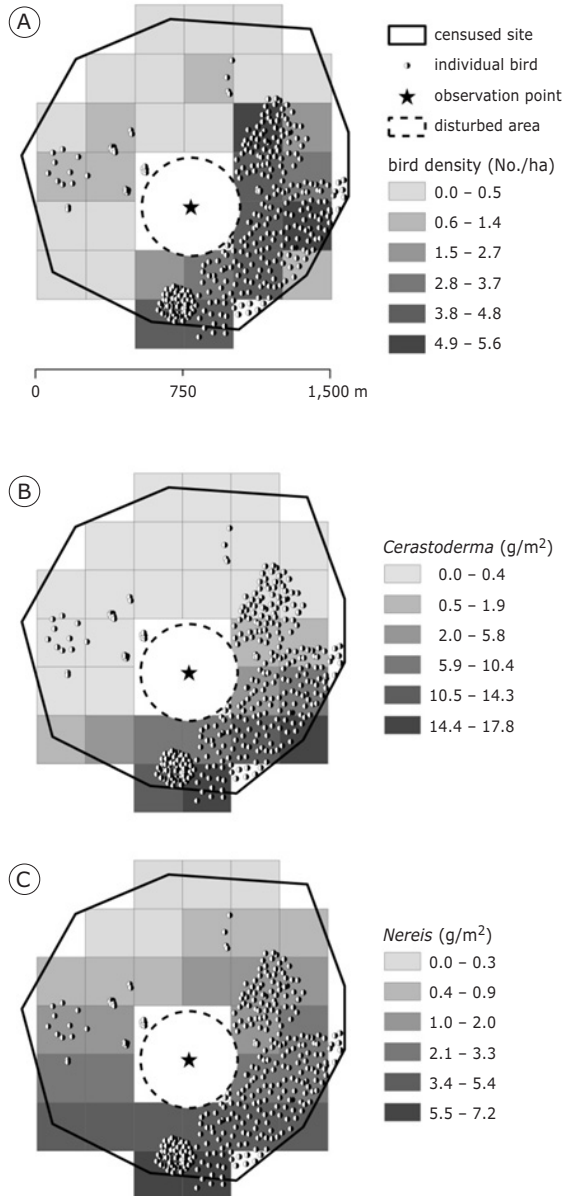 A
censused site
individual bird
observation point
disturbed area
bird density (No./ha)
0.0 – 0.5
0.6 – 1.4
1.5 – 2.7
2.8 – 3.7
3.8 – 4.8
4.9 – 5.6
0 750 1,500 m
B
Cerastoderma (g/m²)
0.0 – 0.4
0.5 – 1.9
2.0 – 5.8
5.9 – 10.4
10.5 – 14.3
14.4 – 17.8
C
Nereis (g/m²)
0.0 – 0.3
0.4 – 0.9
1.0 – 2.0
2.1 – 3.3
3.4 – 5.4
5.5 – 7.2